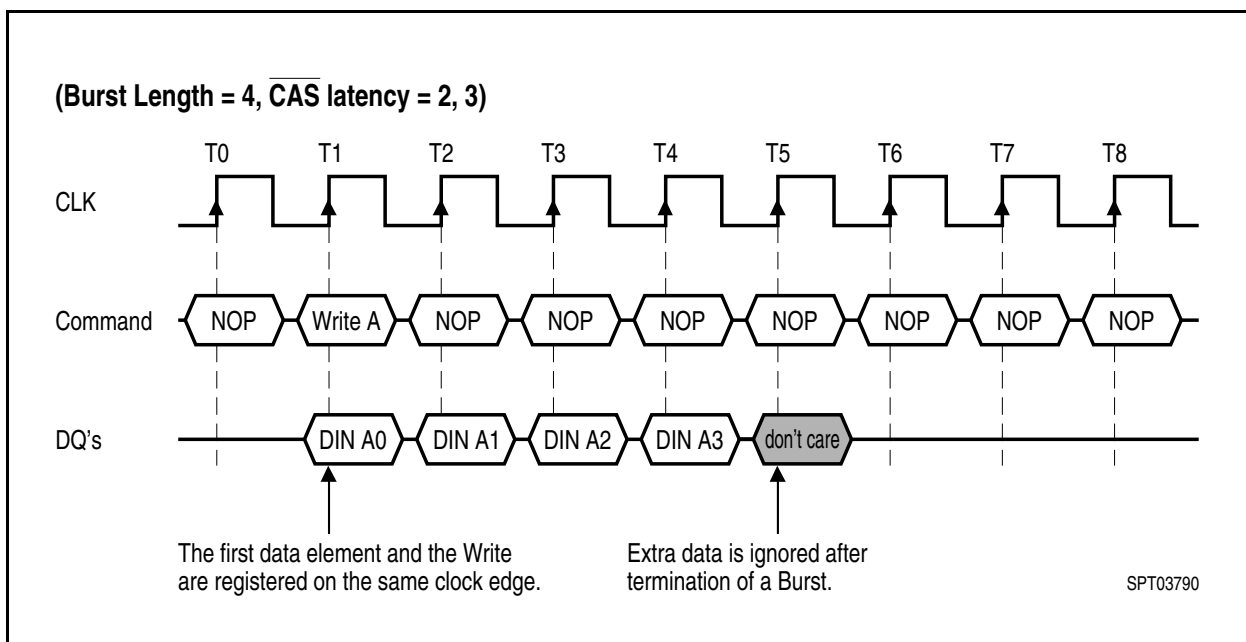 (Burst Length = 4, CAS latency = 2, 3)
T0 T1 T2 T3 T4 T5 T6 T7 T8
CLK
Command NOP Write A NOP NOP NOP NOP NOP NOP NOP
DQ's DIN A0 DIN A1 DIN A2 DIN A3 don't care
The first data element and the Write
are registered on the same clock edge.
Extra data is ignored after
termination of a Burst.
SPT03790